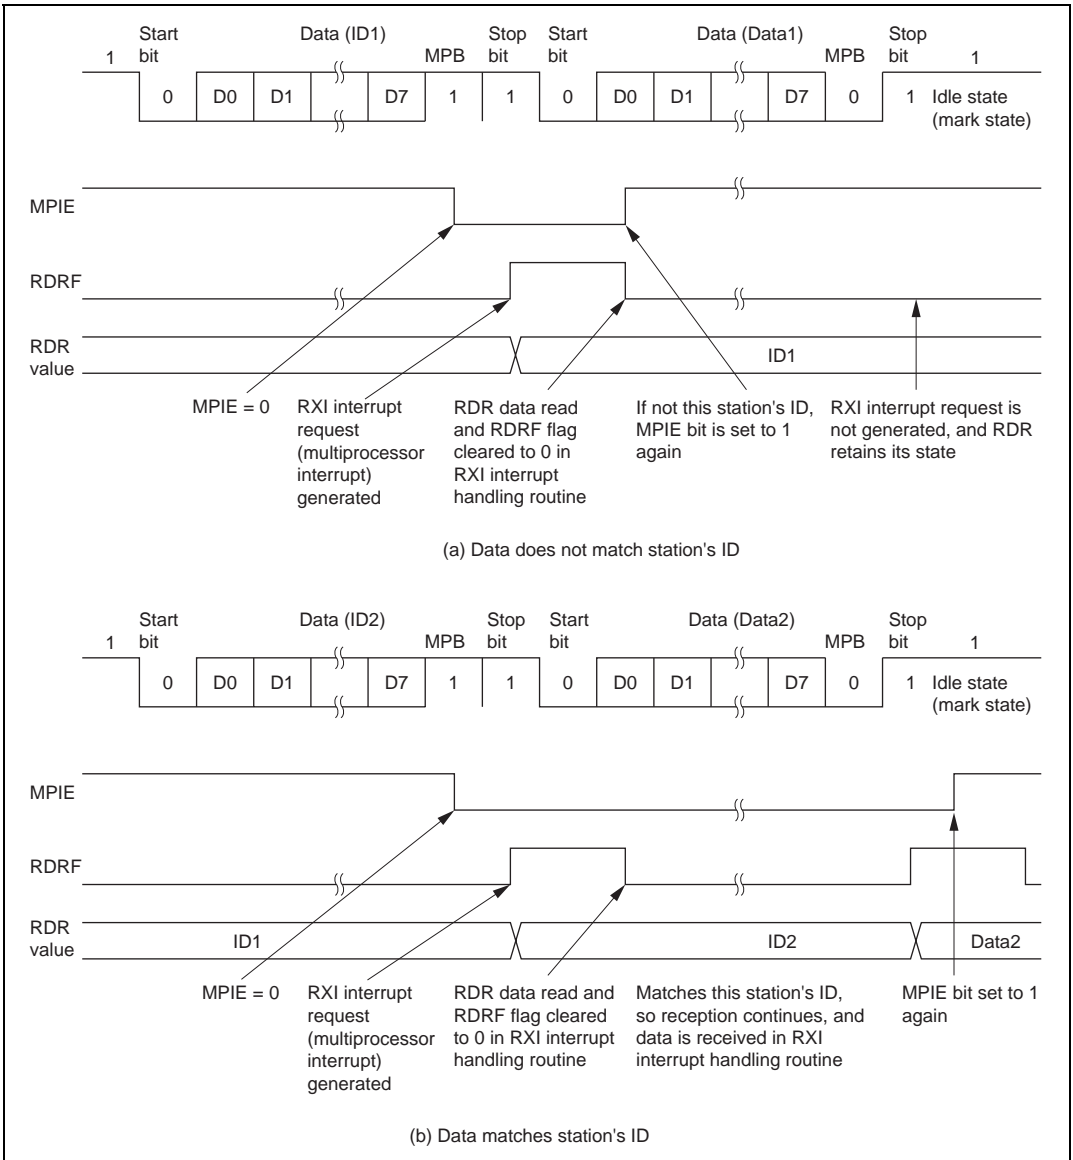 Start Data (ID1) Stop Start Data (Data1) Stop
1 bit MPB bit bit MPB bit 1
0 D0 D1 D7 1 1 0 D0 D1 D7 0 1 Idle state
(mark state)
MPIE
RDRF
RDR
value
ID1
MPIE = 0
RXI interrupt
request
(multiprocessor
interrupt)
generated
RDR data read
and RDRF flag
cleared to 0 in
RXI interrupt
handling routine
If not this station's ID,
MPIE bit is set to 1
again
RXI interrupt request is
not generated, and RDR
retains its state
(a) Data does not match station's ID
Start Data (ID2) Stop Start Data (Data2) Stop
1 bit MPB bit bit MPB bit 1
0 D0 D1 D7 1 1 0 D0 D1 D7 0 1 Idle state
(mark state)
MPIE
RDRF
RDR
value
ID1 ID2 Data2
MPIE = 0
RXI interrupt
request
(multiprocessor
interrupt)
generated
RDR data read and
RDRF flag cleared
to 0 in RXI interrupt
handling routine
Matches this station's ID,
so reception continues, and
data is received in RXI
interrupt handling routine
MPIE bit set to 1
again
(b) Data matches station's ID